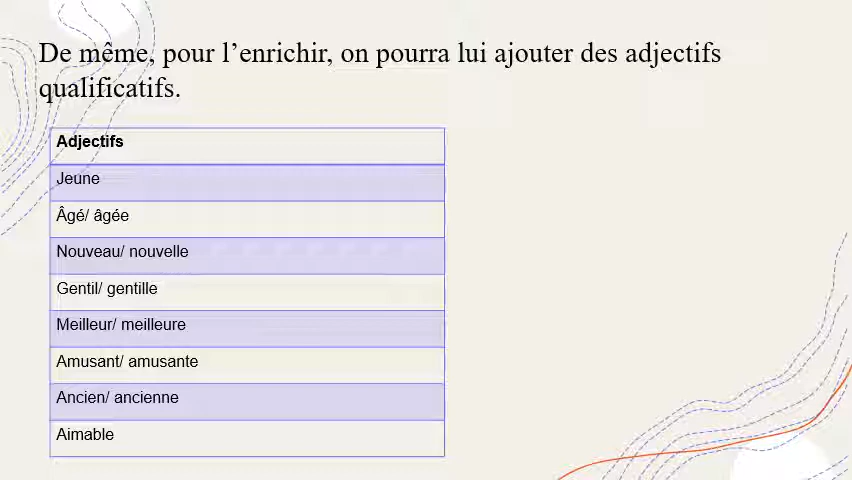 De même, pour l’enrichir, on pourra lui ajouter des adjectifs
qualificatifs.
Adjectifs
Jeune
Âgé/ âgée
Nouveau/ nouvelle
Gentil/ gentille
Meilleur/ meilleure
Amusant/ amusante
Ancien/ ancienne
Aimable